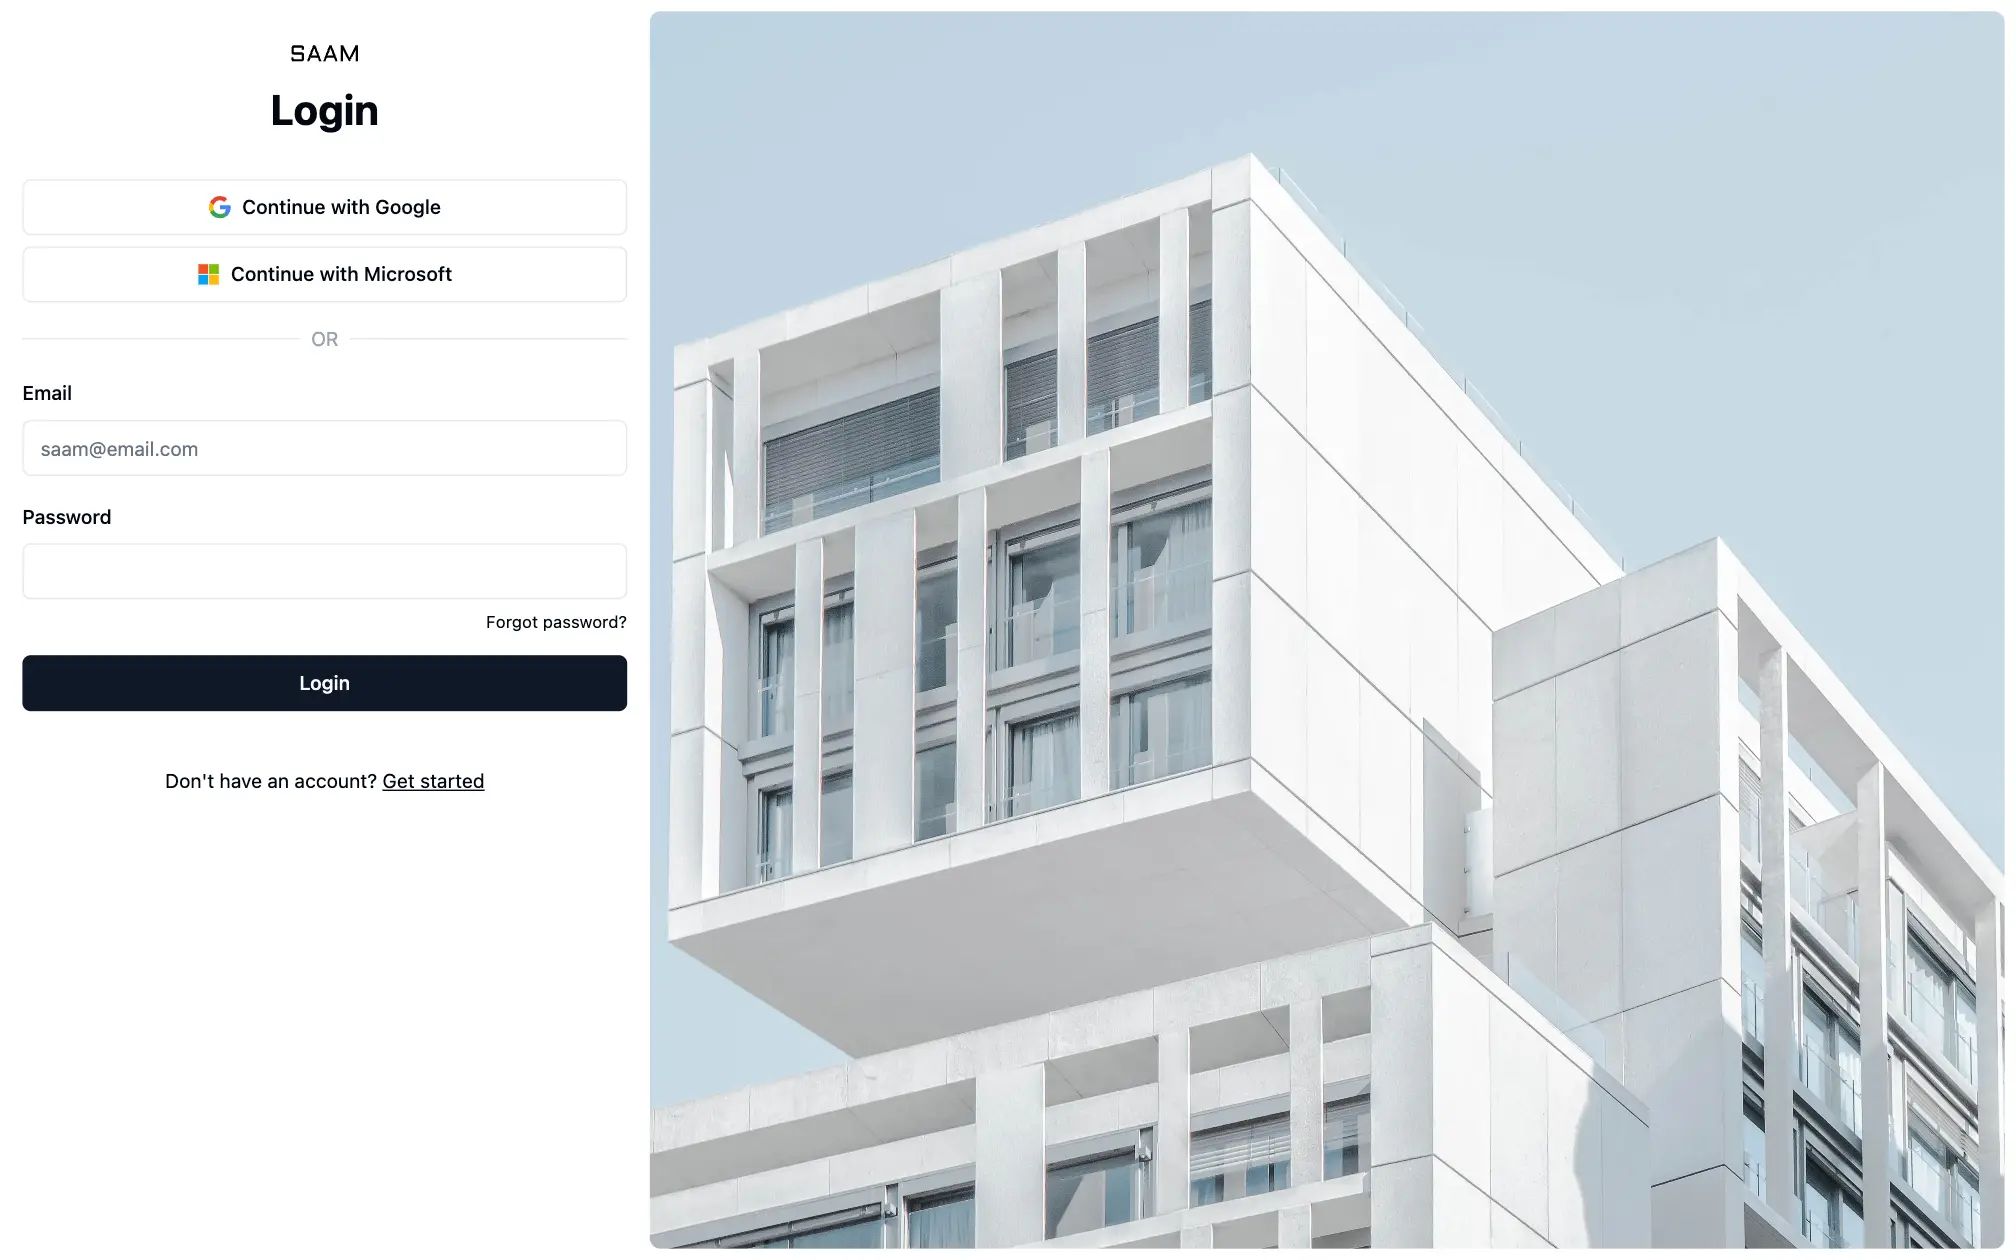 SAAM
Login
Continue with Google
Continue with Microsoft
OR
Email
saam@email.com
Password
Forgot password?
Login
Don't have an account? Get started